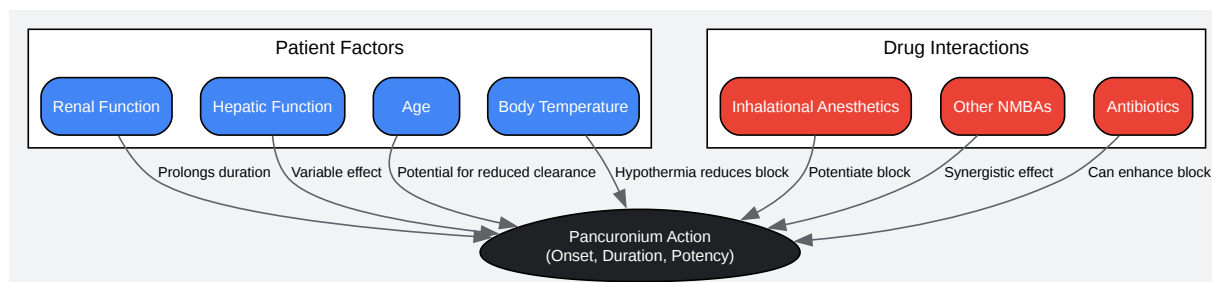 Patient Factors
Drug Interactions
Renal Function
Hepatic Function
Age
Body Temperature
Inhalational Anesthetics
Other NMBAs
Antibiotics
Prolongs duration
Variable effect
Potential for reduced clearance
Hypothermia reduces block
Potentiate block
Synergistic effect
Can enhance block
Pancuronium Action
(Onset, Duration, Potency)